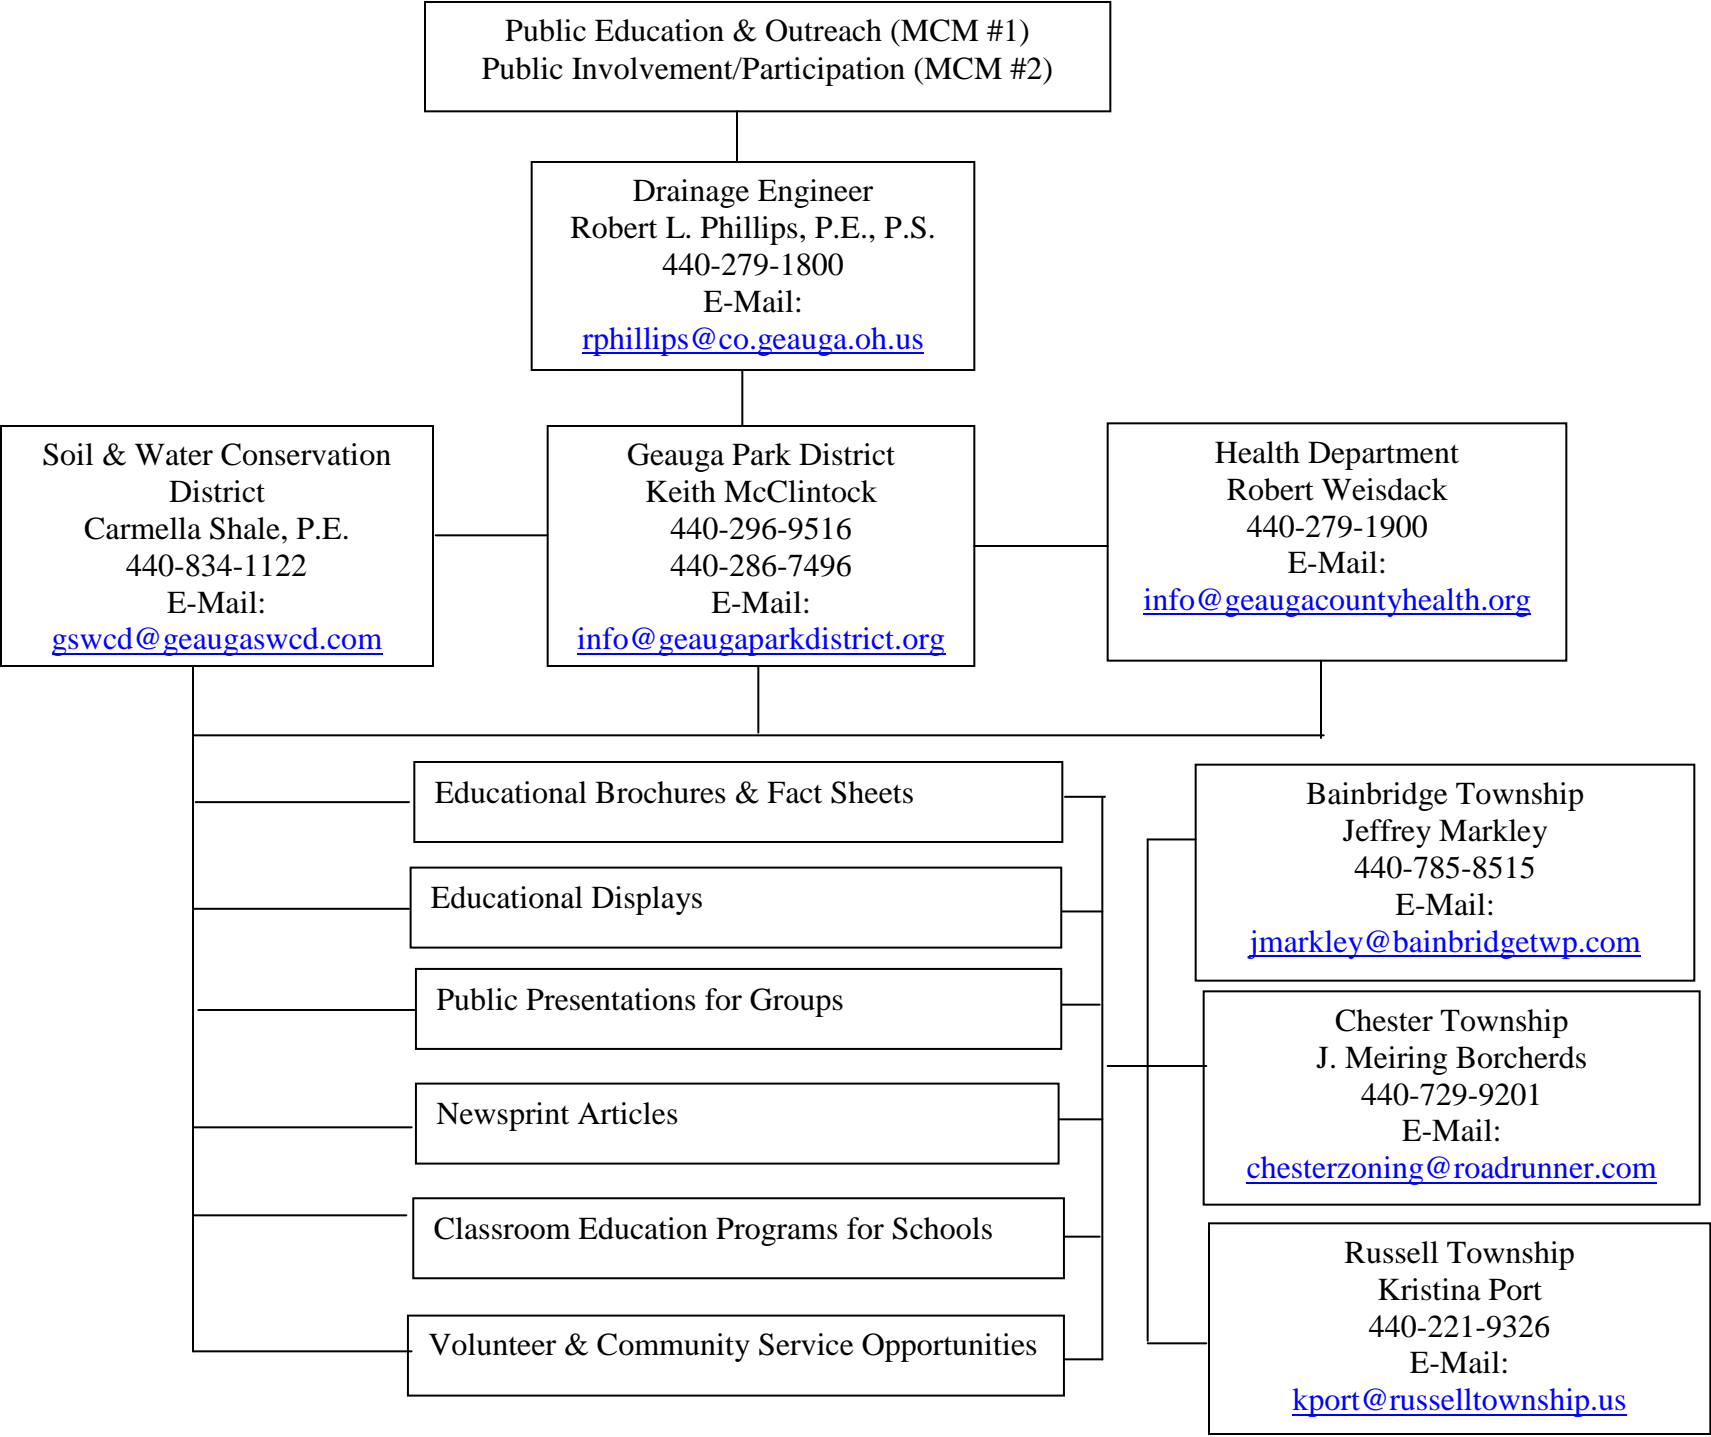 Public Education & Outreach (MCM #1)
Public Involvement/Participation (MCM #2)
Drainage Engineer
Robert L. Phillips, P.E., P.S.
440-279-1800
E-Mail:
rphillips@co.geauga.oh.us
Soil & Water Conservation
District
Carmella Shale, P.E.
440-834-1122
E-Mail:
gswcd@geaugaswcd.com
Geauga Park District
Keith McClintock
440-296-9516
440-286-7496
E-Mail:
info@geaugaparkdistrict.org
Health Department
Robert Weisdack
440-279-1900
E-Mail:
info@geaugacountyhealth.org
Educational Brochures & Fact Sheets
Educational Displays
Public Presentations for Groups
Newsprint Articles
Classroom Education Programs for Schools
Volunteer & Community Service Opportunities
Bainbridge Township
Jeffrey Markley
440-785-8515
E-Mail:
jmarkley@bainbridgetwp.com
Chester Township
J. Meiring Borcherds
440-729-9201
E-Mail:
chesterzoning@roadrunner.com
Russell Township
Kristina Port
440-221-9326
E-Mail:
kport@russelltownship.us